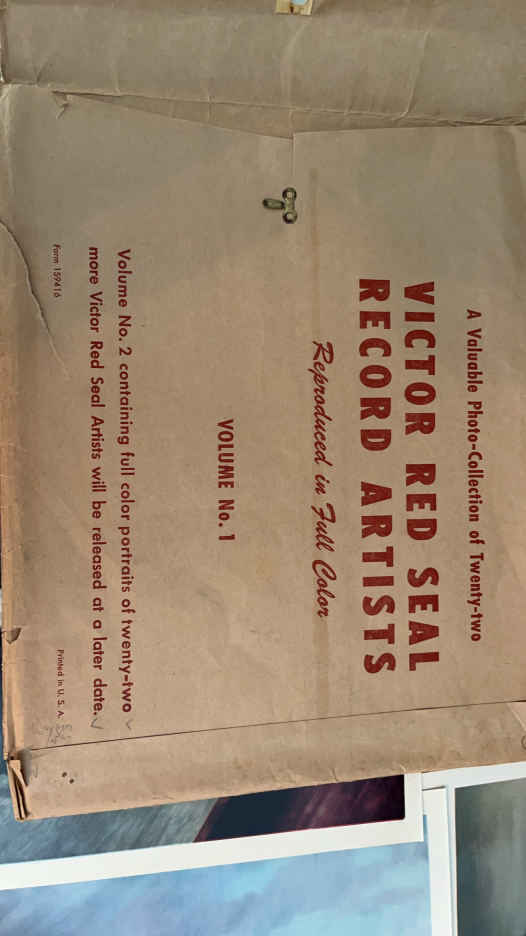 A Valuable Photo-Collection of Twenty-two
VICTOR RED SEAL
RECORD ARTISTS
Reproduced in Full Color
VOLUME No. 1
Volume No. 2 containing full color portraits of twenty-two
more Victor Red Seal Artists will be released at a later date.
Form 159416
Printed in U. S. A.